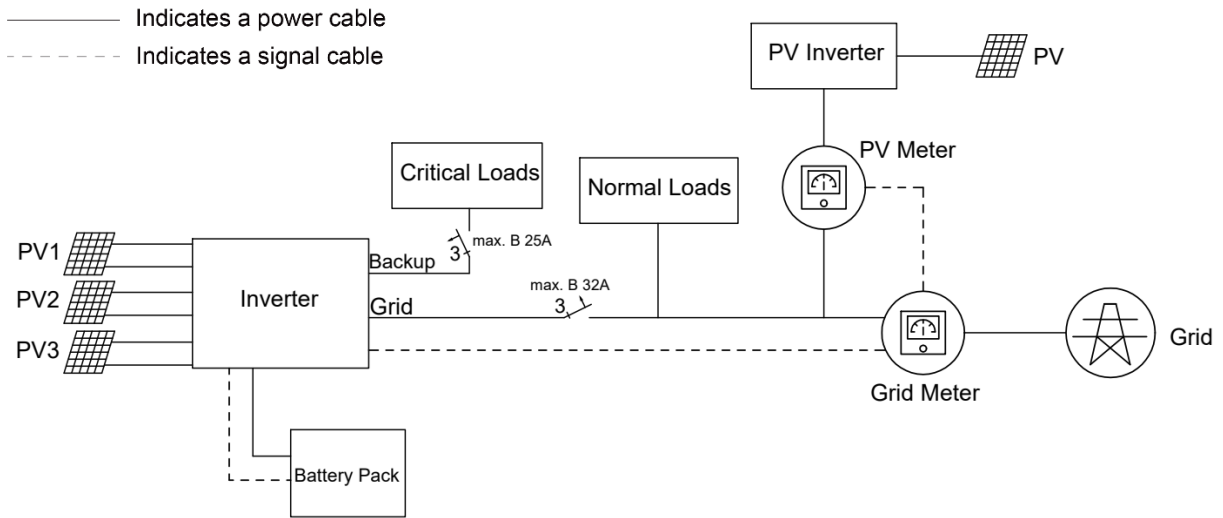 Indicates a power cable
Indicates a signal cable
PV Inverter
PV
PV Meter
Critical Loads
Normal Loads
max. B 25A
3
PV1
Backup
max. B 32A
3
PV2
Inverter
Grid
PV3
Grid
Grid Meter
Battery Pack